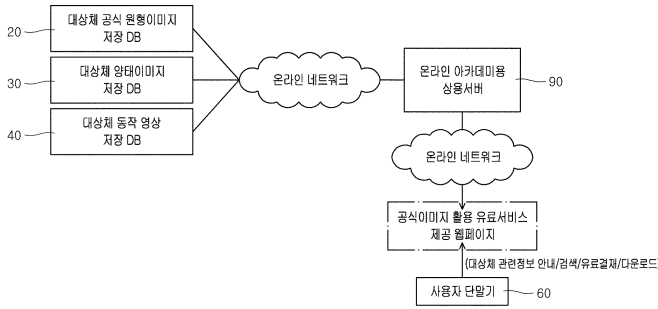 20
대상체 공식 원형이미지
저장 DB
30
대상체 양태이미지
저장 DB
40
대상체 동작 영상
저장 DB
온라인 네트워크
온라인 아카데미용
상용서버
90
온라인 네트워크
공식이미지 활용 유료서비스
제공 웹페이지
(대상체 관련정보 안내/검색/유료결재/다운로드)
사용자 단말기
60